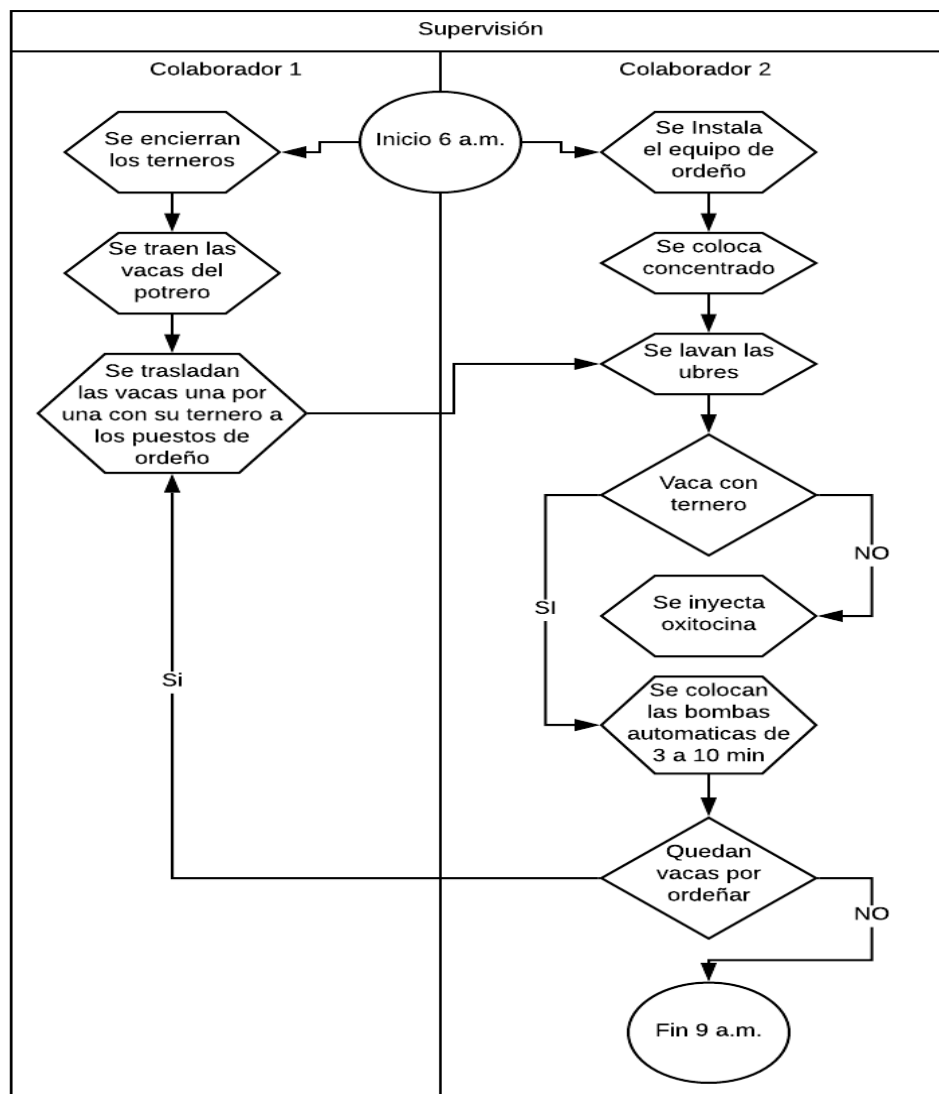 Supervisión
Colaborador 1
Colaborador 2
Inicio 6 a.m.
Se encierran
los terneros
Se Instala
el equipo de
ordeño
Se traen las
vacas del
potrero
Se coloca
concentrado
Se trasladan
las vacas una por
una con su ternero a
los puestos de
ordeño
Se lavan las
ubres
Vaca con
ternero
NO
SI
Se inyecta
oxitocina
Si
Se colocan
las bombas
automaticas de
3 a 10 min
Quedan
vacas por
ordeñar
NO
Fin 9 a.m.